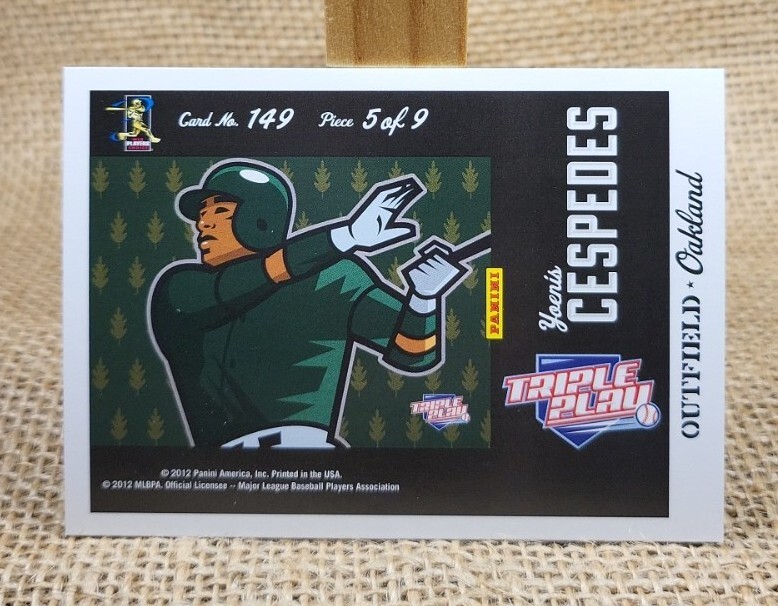 Card No. 149 Piece 5 of 9
PLAYERS
Yoenis
CESPEDES
OUTFIELD ★ Oakland
PANINI
TRIPLE
PLAY
TRIPLE
PLAY
© 2012 Panini America, Inc. Printed in the USA.
© 2012 MLBPA. Official Licensee -- Major League Baseball Players Association